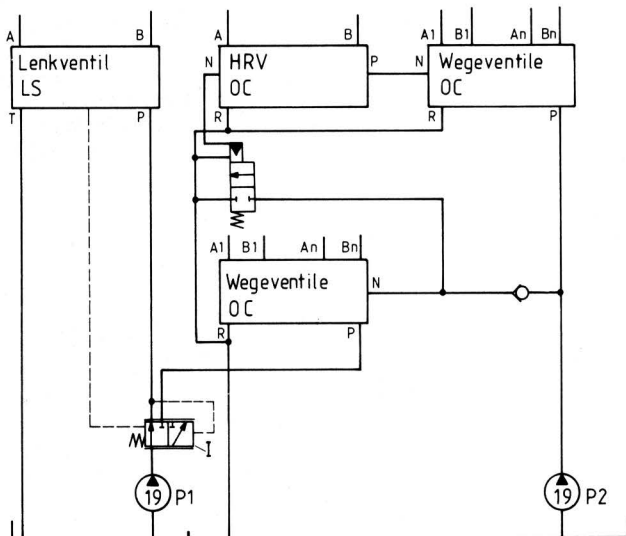 A B A B A1 B1 An Bn
Lenkventil
LS
N HRV
OC
P N Wegeventile
OC
T P R R P
A1 B1 An Bn
Wegeventile
OC
N
R P
I
19 P1
19 P2